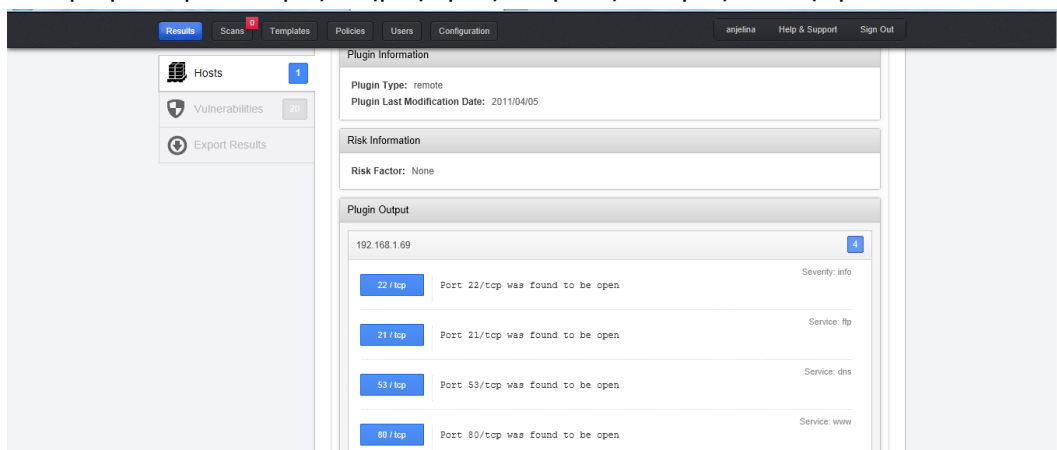 Results Scans 0 Templates Policies Users Configuration anjelina Help & Support Sign Out
Hosts 1
Vulnerabilities 20
Export Results
Plugin Information
Plugin Type: remote
Plugin Last Modification Date: 2011/04/05
Risk Information
Risk Factor: None
Plugin Output
192.168.1.69 4
Severity: info
22 / tcp Port 22/tcp was found to be open
Service: ftp
21 / tcp Port 21/tcp was found to be open
Service: dns
53 / tcp Port 53/tcp was found to be open
Service: www
80 / tcp Port 80/tcp was found to be open